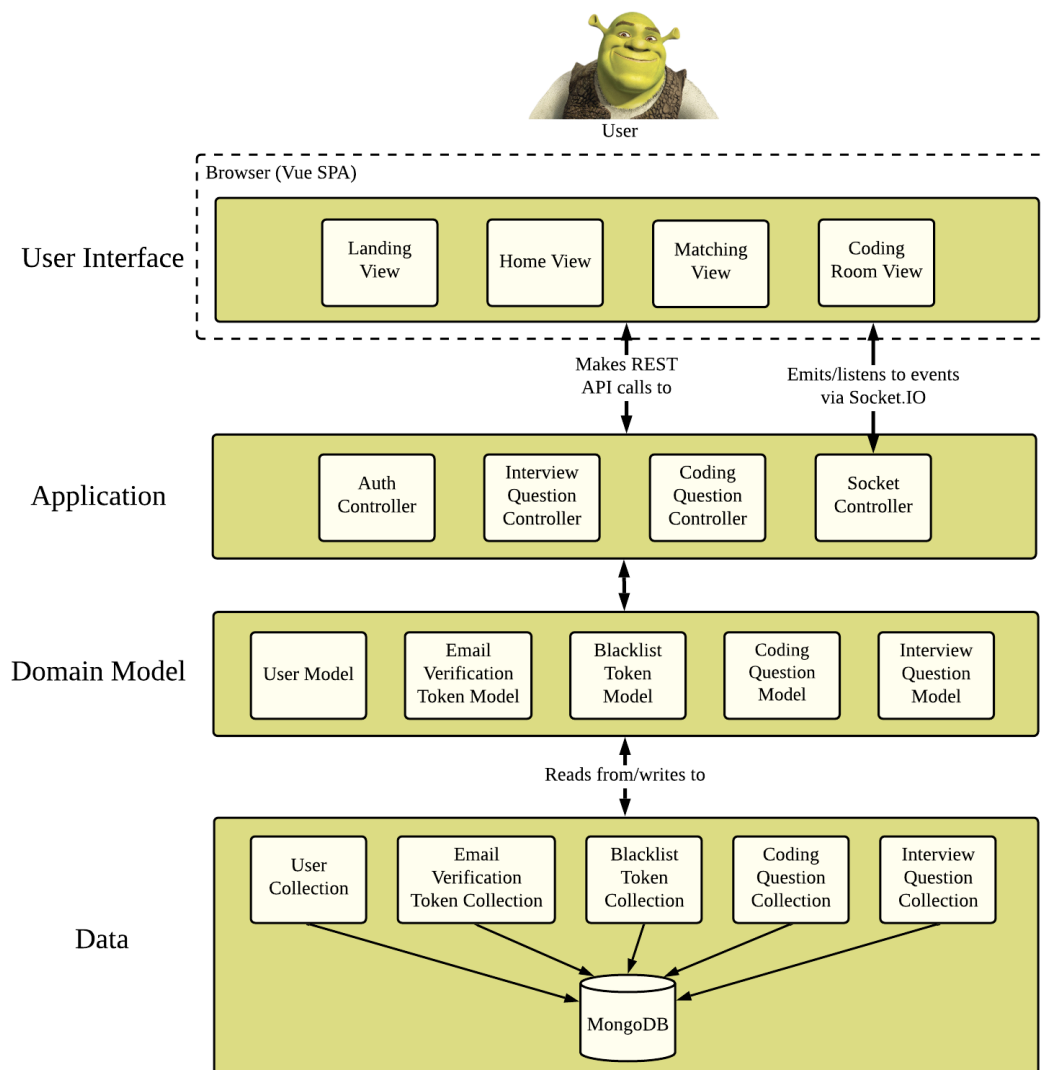 User
Browser (Vue SPA)
User Interface
Landing
View
Home View
Matching
View
Coding
Room View
Makes REST
API calls to
Emits/listens to events
via Socket.IO
Application
Auth
Controller
Interview
Question
Controller
Coding
Question
Controller
Socket
Controller
Domain Model
User Model
Email
Verification
Token Model
Blacklist
Token
Model
Coding
Question
Model
Interview
Question
Model
Reads from/writes to
Data
User
Collection
Email
Verification
Token Collection
Blacklist
Token
Collection
Coding
Question
Collection
Interview
Question
Collection
MongoDB